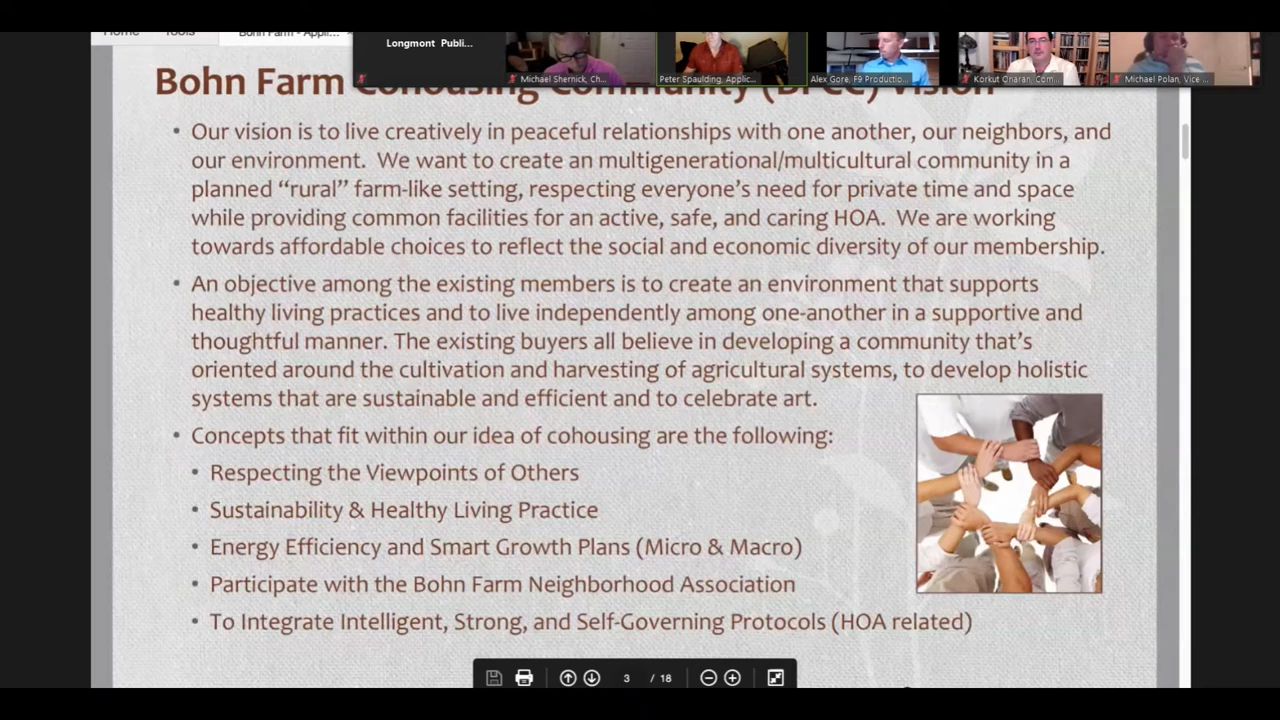 Home Tools Bohn Farm - Appli...
Longmont Publi...
Michael Shernick, Ch...
Peter Spaulding, Applic...
Alex Gore, F9 Productio...
Korkut Onaran, Com...
Michael Polan, Vice ...
Bohn Farm Cohousing Community (BFCC) Vision
• Our vision is to live creatively in peaceful relationships with one another, our neighbors, and
our environment. We want to create an multigenerational/multicultural community in a
planned “rural” farm-like setting, respecting everyone’s need for private time and space
while providing common facilities for an active, safe, and caring HOA. We are working
towards affordable choices to reflect the social and economic diversity of our membership.
• An objective among the existing members is to create an environment that supports
healthy living practices and to live independently among one-another in a supportive and
thoughtful manner. The existing buyers all believe in developing a community that’s
oriented around the cultivation and harvesting of agricultural systems, to develop holistic
systems that are sustainable and efficient and to celebrate art.
• Concepts that fit within our idea of cohousing are the following:
• Respecting the Viewpoints of Others
• Sustainability & Healthy Living Practice
• Energy Efficiency and Smart Growth Plans (Micro & Macro)
• Participate with the Bohn Farm Neighborhood Association
• To Integrate Intelligent, Strong, and Self-Governing Protocols (HOA related)
3 / 18